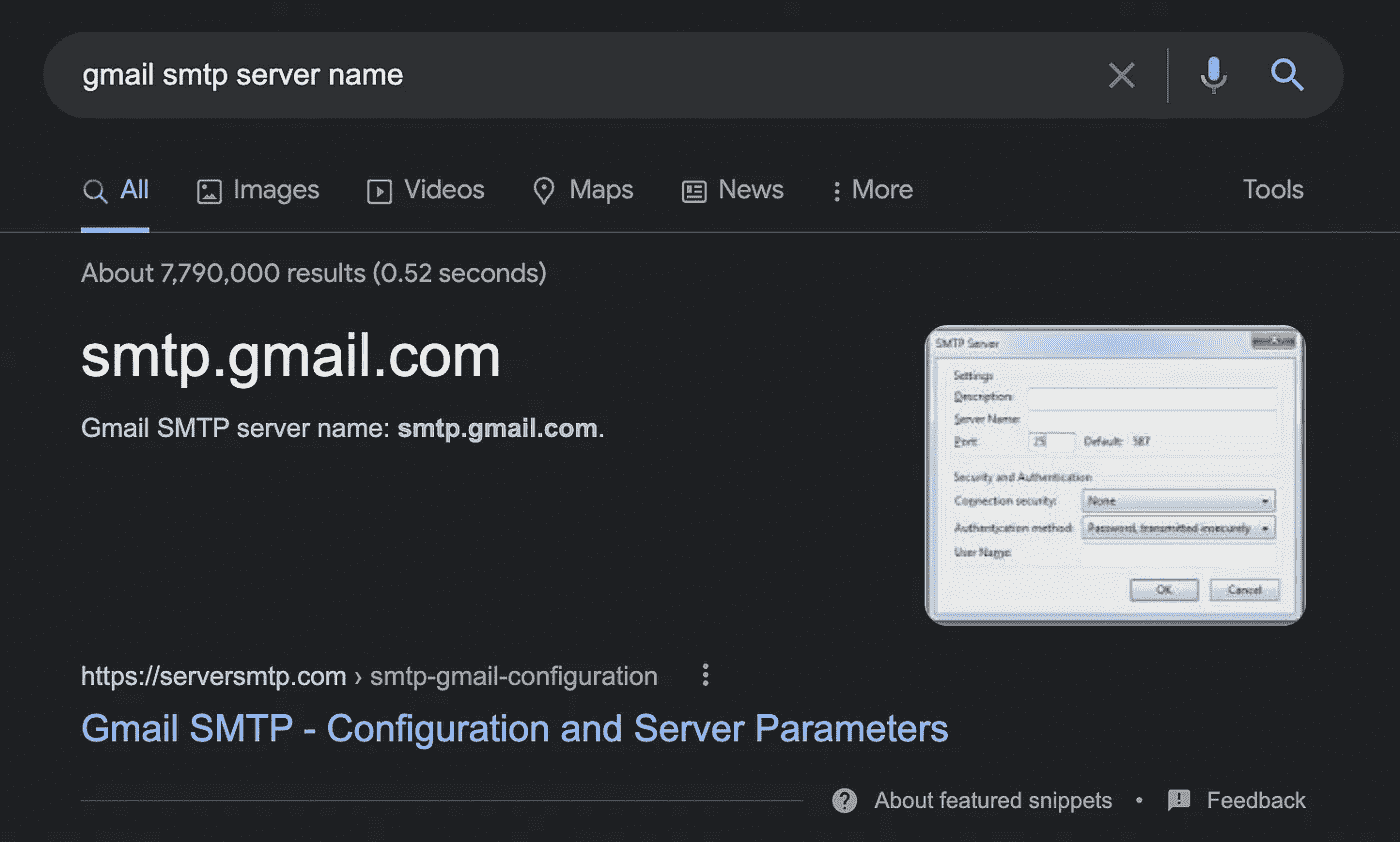 gmail smtp server name
All Images Videos Maps News More Tools
About 7,790,000 results (0.52 seconds)
smtp.gmail.com
Gmail SMTP server name: smtp.gmail.com.
SMTP Server
Settings
Description:
Server Name:
Port: 25 Default: 587
Security and Authentication
Connection security: None
Authentication method: Password, transmitted insecurely
User Name:
OK Cancel
https://serversmtp.com › smtp-gmail-configuration
Gmail SMTP - Configuration and Server Parameters
About featured snippets • Feedback